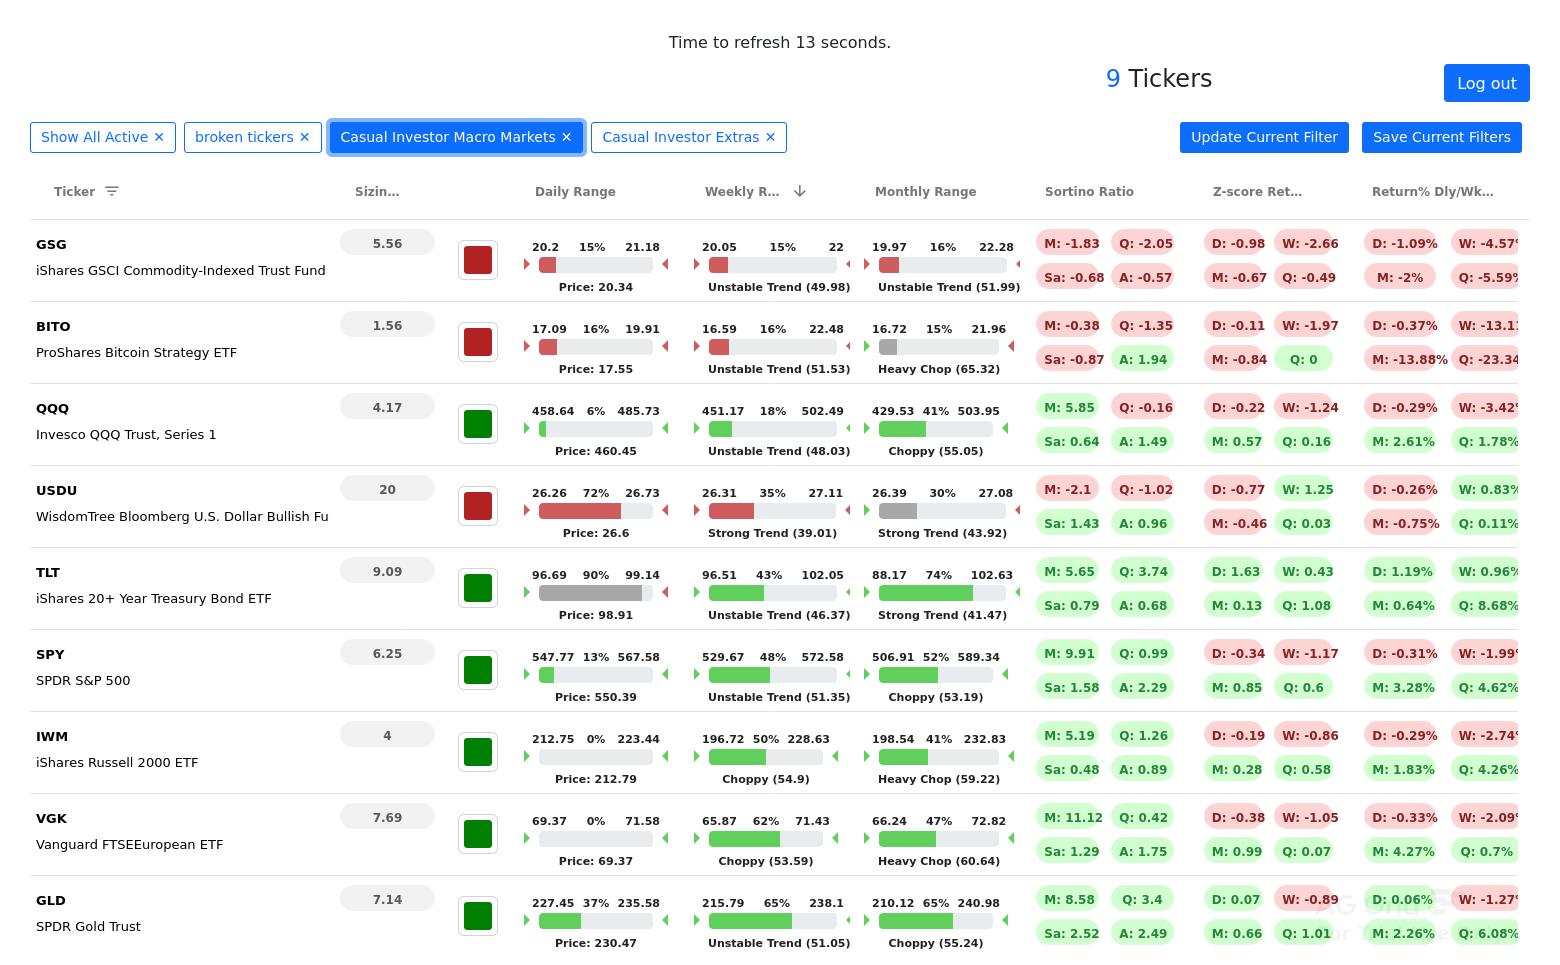 Time to refresh 13 seconds.
9 Tickers
Log out
Show All Active ✕ broken tickers ✕ Casual Investor Macro Markets ✕ Casual Investor Extras ✕ Update Current Filter Save Current Filters
Ticker Sizin... Daily Range Weekly R... Monthly Range Sortino Ratio Z-score Ret... Return% Dly/Wk...
GSG 5.56 20.2 15% 21.18 20.05 15% 22 19.97 16% 22.28 M: -1.83 Q: -2.05 D: -0.98 W: -2.66 D: -1.09% W: -4.57%
iShares GSCI Commodity-Indexed Trust Fund Sa: -0.68 A: -0.57 M: -0.67 Q: -0.49 M: -2% Q: -5.59%
Price: 20.34 Unstable Trend (49.98) Unstable Trend (51.99)
BITO 1.56 17.09 16% 19.91 16.59 16% 22.48 16.72 15% 21.96 M: -0.38 Q: -1.35 D: -0.11 W: -1.97 D: -0.37% W: -13.1
ProShares Bitcoin Strategy ETF Sa: -0.87 A: 1.94 M: -0.84 Q: 0 M: -13.88% Q: -23.34
Price: 17.55 Unstable Trend (51.53) Heavy Chop (65.32)
QQQ 4.17 458.64 6% 485.73 451.17 18% 502.49 429.53 41% 503.95 M: 5.85 Q: -0.16 D: -0.22 W: -1.24 D: -0.29% W: -3.42%
Invesco QQQ Trust, Series 1 Sa: 0.64 A: 1.49 M: 0.57 Q: 0.16 M: 2.61% Q: 1.78%
Price: 460.45 Unstable Trend (48.03) Choppy (55.05)
USDU 20 26.26 72% 26.73 26.31 35% 27.11 26.39 30% 27.08 M: -2.1 Q: -1.02 D: -0.77 W: 1.25 D: -0.26% W: 0.83%
WisdomTree Bloomberg U.S. Dollar Bullish Fu Sa: 1.43 A: 0.96 M: -0.46 Q: 0.03 M: -0.75% Q: 0.11%
Price: 26.6 Strong Trend (39.01) Strong Trend (43.92)
TLT 9.09 96.69 90% 99.14 96.51 43% 102.05 88.17 74% 102.63 M: 5.65 Q: 3.74 D: 1.63 W: 0.43 D: 1.19% W: 0.96%
iShares 20+ Year Treasury Bond ETF Sa: 0.79 A: 0.68 M: 0.13 Q: 1.08 M: 0.64% Q: 8.68%
Price: 98.91 Unstable Trend (46.37) Strong Trend (41.47)
SPY 6.25 547.77 13% 567.58 529.67 48% 572.58 506.91 52% 589.34 M: 9.91 Q: 0.99 D: -0.34 W: -1.17 D: -0.31% W: -1.99%
SPDR S&P 500 Sa: 1.58 A: 2.29 M: 0.85 Q: 0.6 M: 3.28% Q: 4.62%
Price: 550.39 Unstable Trend (51.35) Choppy (53.19)
IWM 4 212.75 0% 223.44 196.72 50% 228.63 198.54 41% 232.83 M: 5.19 Q: 1.26 D: -0.19 W: -0.86 D: -0.29% W: -2.74%
iShares Russell 2000 ETF Sa: 0.48 A: 0.89 M: 0.28 Q: 0.58 M: 1.83% Q: 4.26%
Price: 212.79 Choppy (54.9) Heavy Chop (59.22)
VGK 7.69 69.37 0% 71.58 65.87 62% 71.43 66.24 47% 72.82 M: 11.12 Q: 0.42 D: -0.38 W: -1.05 D: -0.33% W: -2.09%
Vanguard FTSEEuropean ETF Sa: 1.29 A: 1.75 M: 0.99 Q: 0.07 M: 4.27% Q: 0.7%
Price: 69.37 Choppy (53.59) Heavy Chop (60.64)
GLD 7.14 227.45 37% 235.58 215.79 65% 238.1 210.12 65% 240.98 M: 8.58 Q: 3.4 D: 0.07 W: -0.89 D: 0.06% W: -1.27%
SPDR Gold Trust Sa: 2.52 A: 2.49 M: 0.66 Q: 1.01 M: 2.26% Q: 6.08%
Price: 230.47 Unstable Trend (51.05) Choppy (55.24)